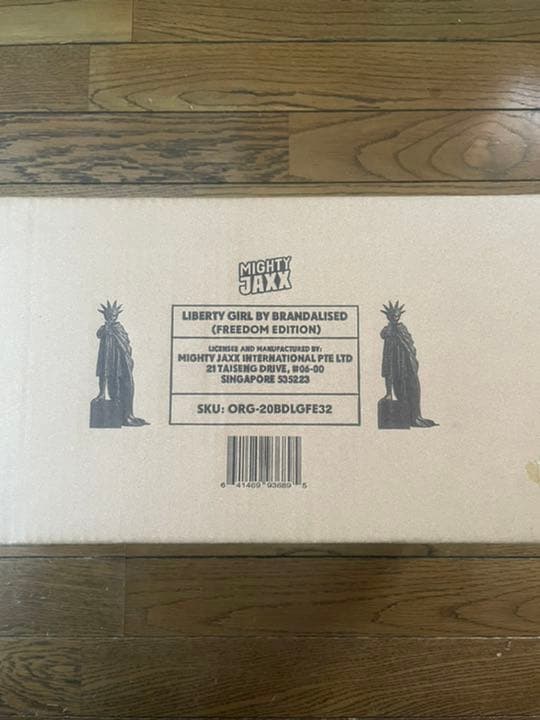 MIGHTY
JAXX
LIBERTY GIRL BY BRANDALISED
(FREEDOM EDITION)
LICENSEE AND MANUFACTURED BY:
MIGHTY JAXX INTERNATIONAL PTE LTD
21 TAISENG DRIVE, #06-00
SINGAPORE 535223
SKU: ORG-20BDLGFE32
6 41469 93689 5